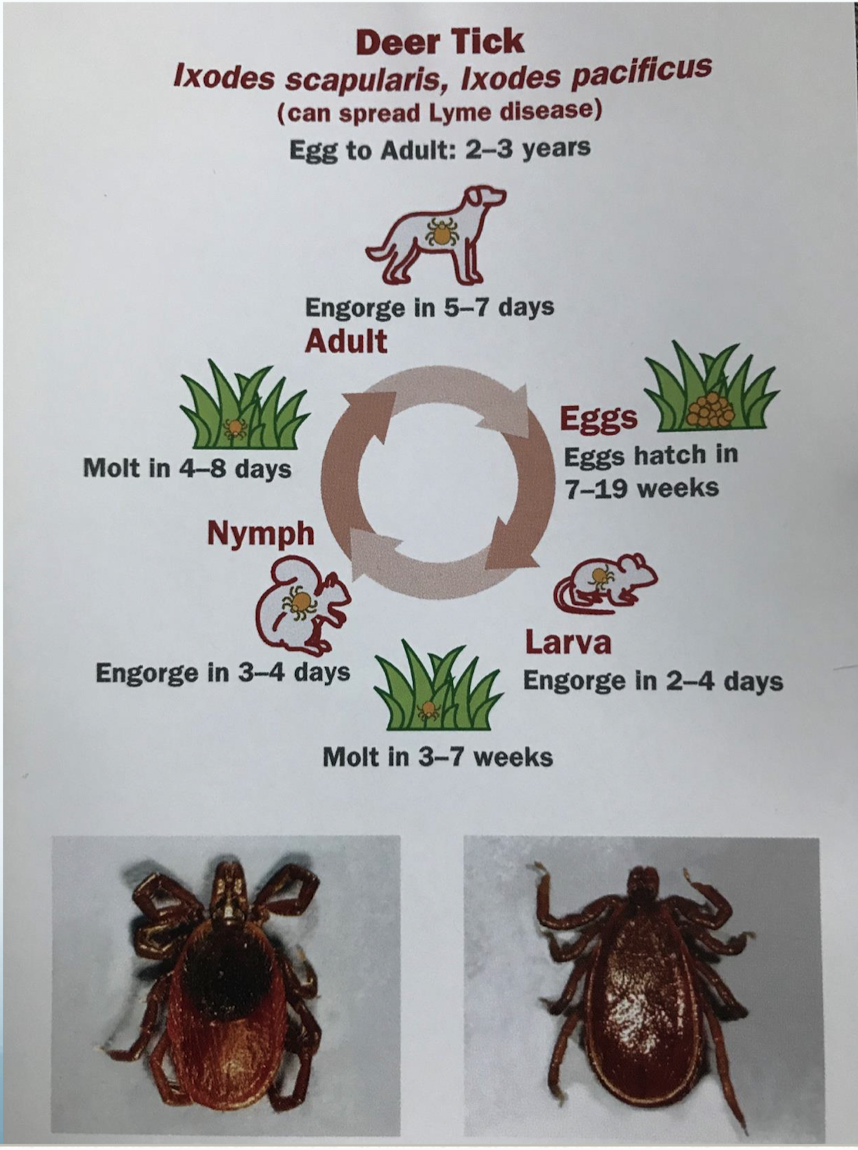 Deer Tick
Ixodes scapularis, Ixodes pacificus
(can spread Lyme disease)
Egg to Adult: 2–3 years
Engorge in 5–7 days
Adult
Eggs
Eggs hatch in
7–19 weeks
Larva
Engorge in 2–4 days
Molt in 3–7 weeks
Nymph
Engorge in 3–4 days
Molt in 4–8 days